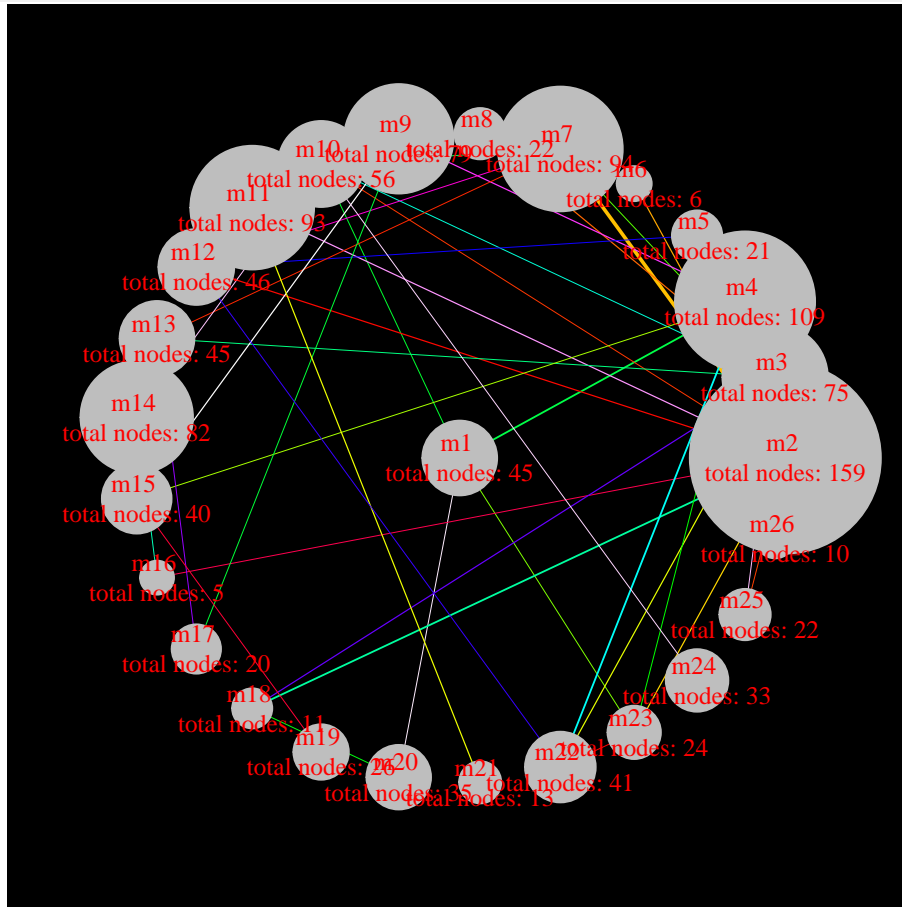 m1
total nodes: 45
m2
total nodes: 159
m3
total nodes: 75
m4
total nodes: 109
m5
total nodes: 21
m6
total nodes: 6
m7
total nodes: 94
m8
total nodes: 22
m9
total nodes:
m10
total nodes: 56
m11
total nodes: 93
m12
total nodes: 46
m13
total nodes: 45
m14
total nodes: 82
m15
total nodes: 40
m16
total nodes: 5
m17
total nodes: 20
m18
total nodes: 11
m19
total nodes: 26
m20
total nodes: 35
m21
total nodes: 13
m22
total nodes: 41
m23
total nodes: 24
m24
total nodes: 33
m25
total nodes: 22
m26
total nodes: 10